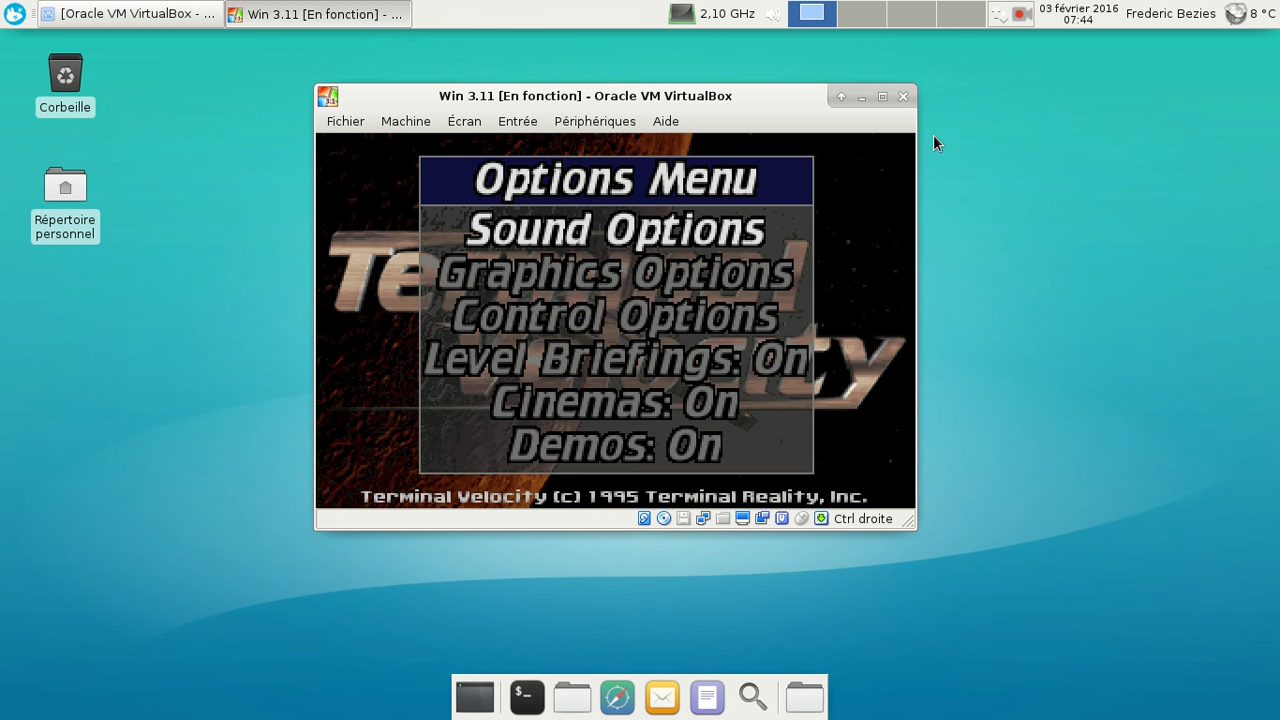 [Oracle VM VirtualBox - ...
Win 3.11 [En fonction] - ...
2,10 GHz
03 février 2016
07:44
Frederic Bezies
8 °C
Corbeille
Répertoire
personnel
Win 3.11 [En fonction] - Oracle VM VirtualBox
Fichier Machine Écran Entrée Périphériques Aide
Terminal
Velocity
Options Menu
Sound Options
Graphics Options
Control Options
Level Briefings: On
Cinemas: On
Demos: On
Terminal Velocity (c) 1995 Terminal Reality, Inc.
Ctrl droite